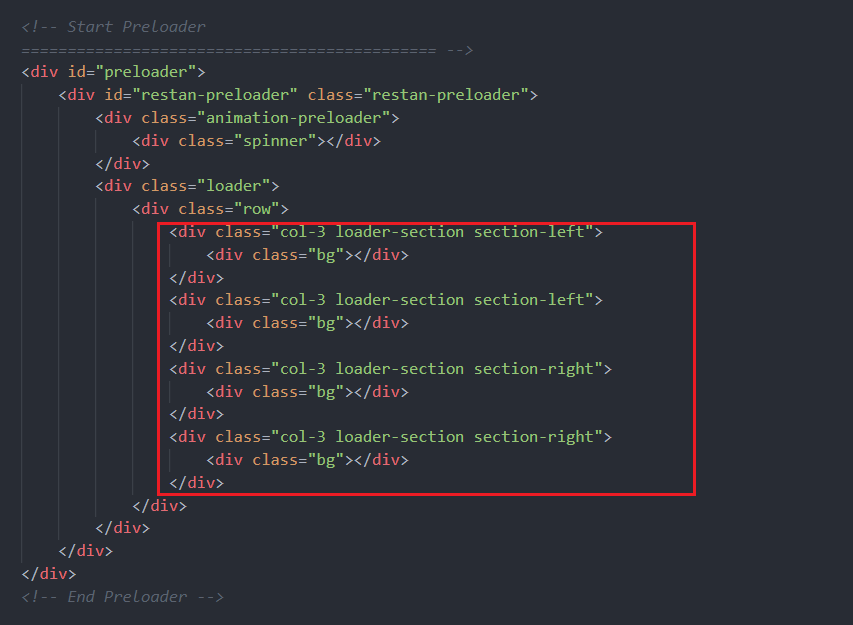 <!-- Start Preloader
============================================= -->
<div id="preloader">
    <div id="restan-preloader" class="restan-preloader">
        <div class="animation-preloader">
            <div class="spinner"></div>
        </div>
        <div class="loader">
            <div class="row">
                <div class="col-3 loader-section section-left">
                    <div class="bg"></div>
                </div>
                <div class="col-3 loader-section section-left">
                    <div class="bg"></div>
                </div>
                <div class="col-3 loader-section section-right">
                    <div class="bg"></div>
                </div>
                <div class="col-3 loader-section section-right">
                    <div class="bg"></div>
                </div>
            </div>
        </div>
    </div>
</div>
<!-- End Preloader -->